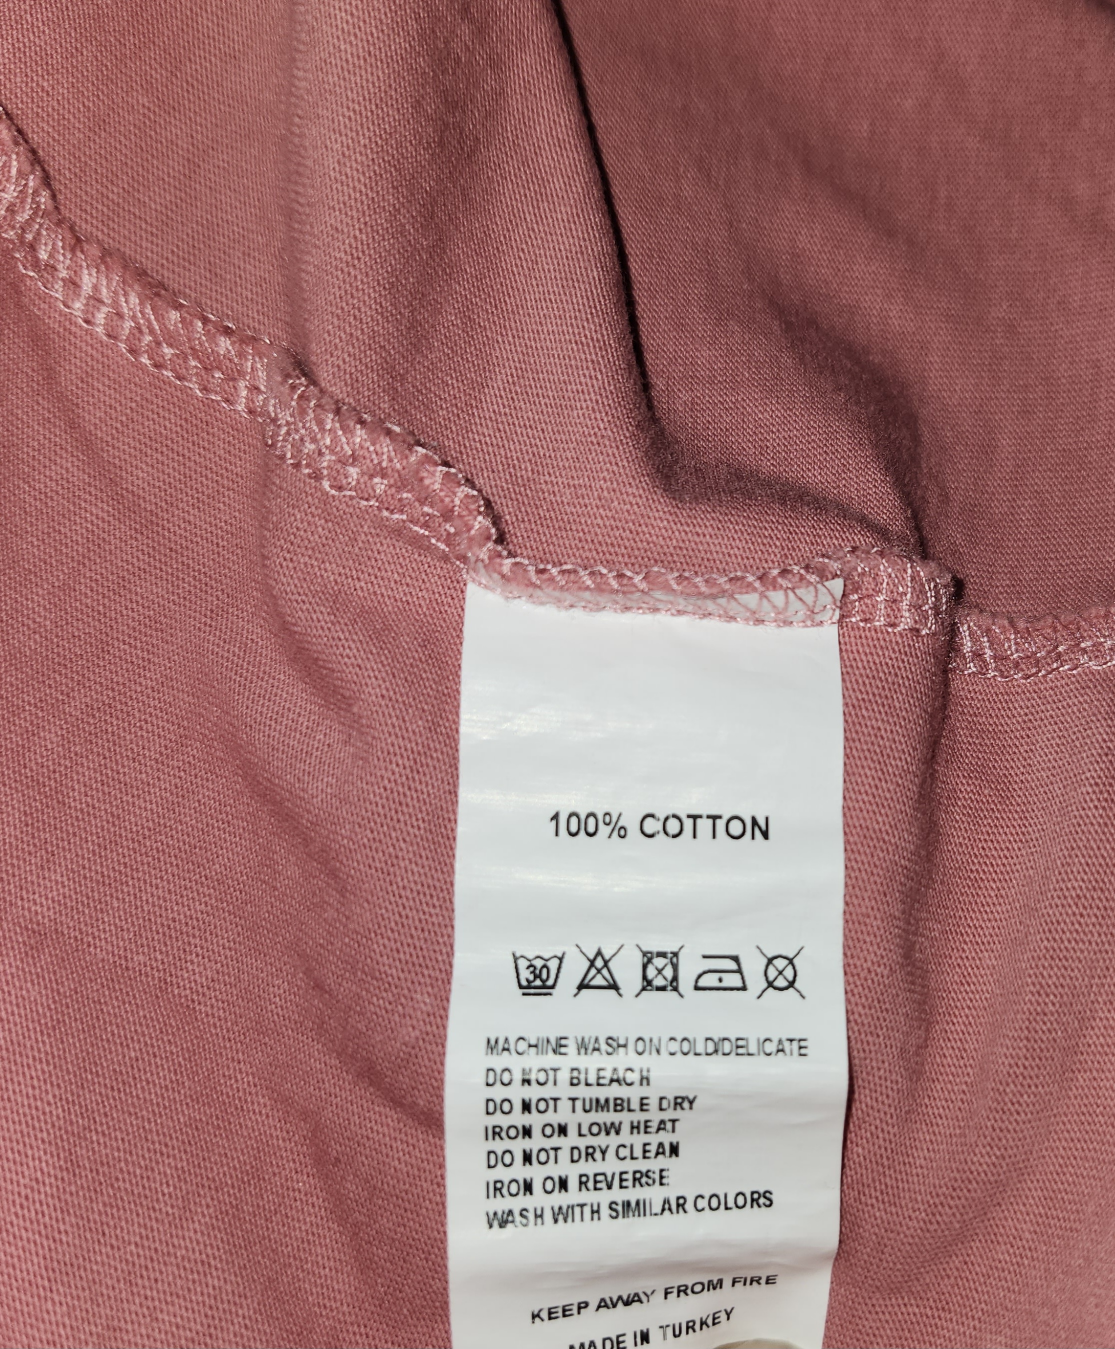 100% COTTON
30
MACHINE WASH ON COLD/DELICATE
DO NOT BLEACH
DO NOT TUMBLE DRY
IRON ON LOW HEAT
DO NOT DRY CLEAN
IRON ON REVERSE
WASH WITH SIMILAR COLORS
KEEP AWAY FROM FIRE
MADE IN TURKEY